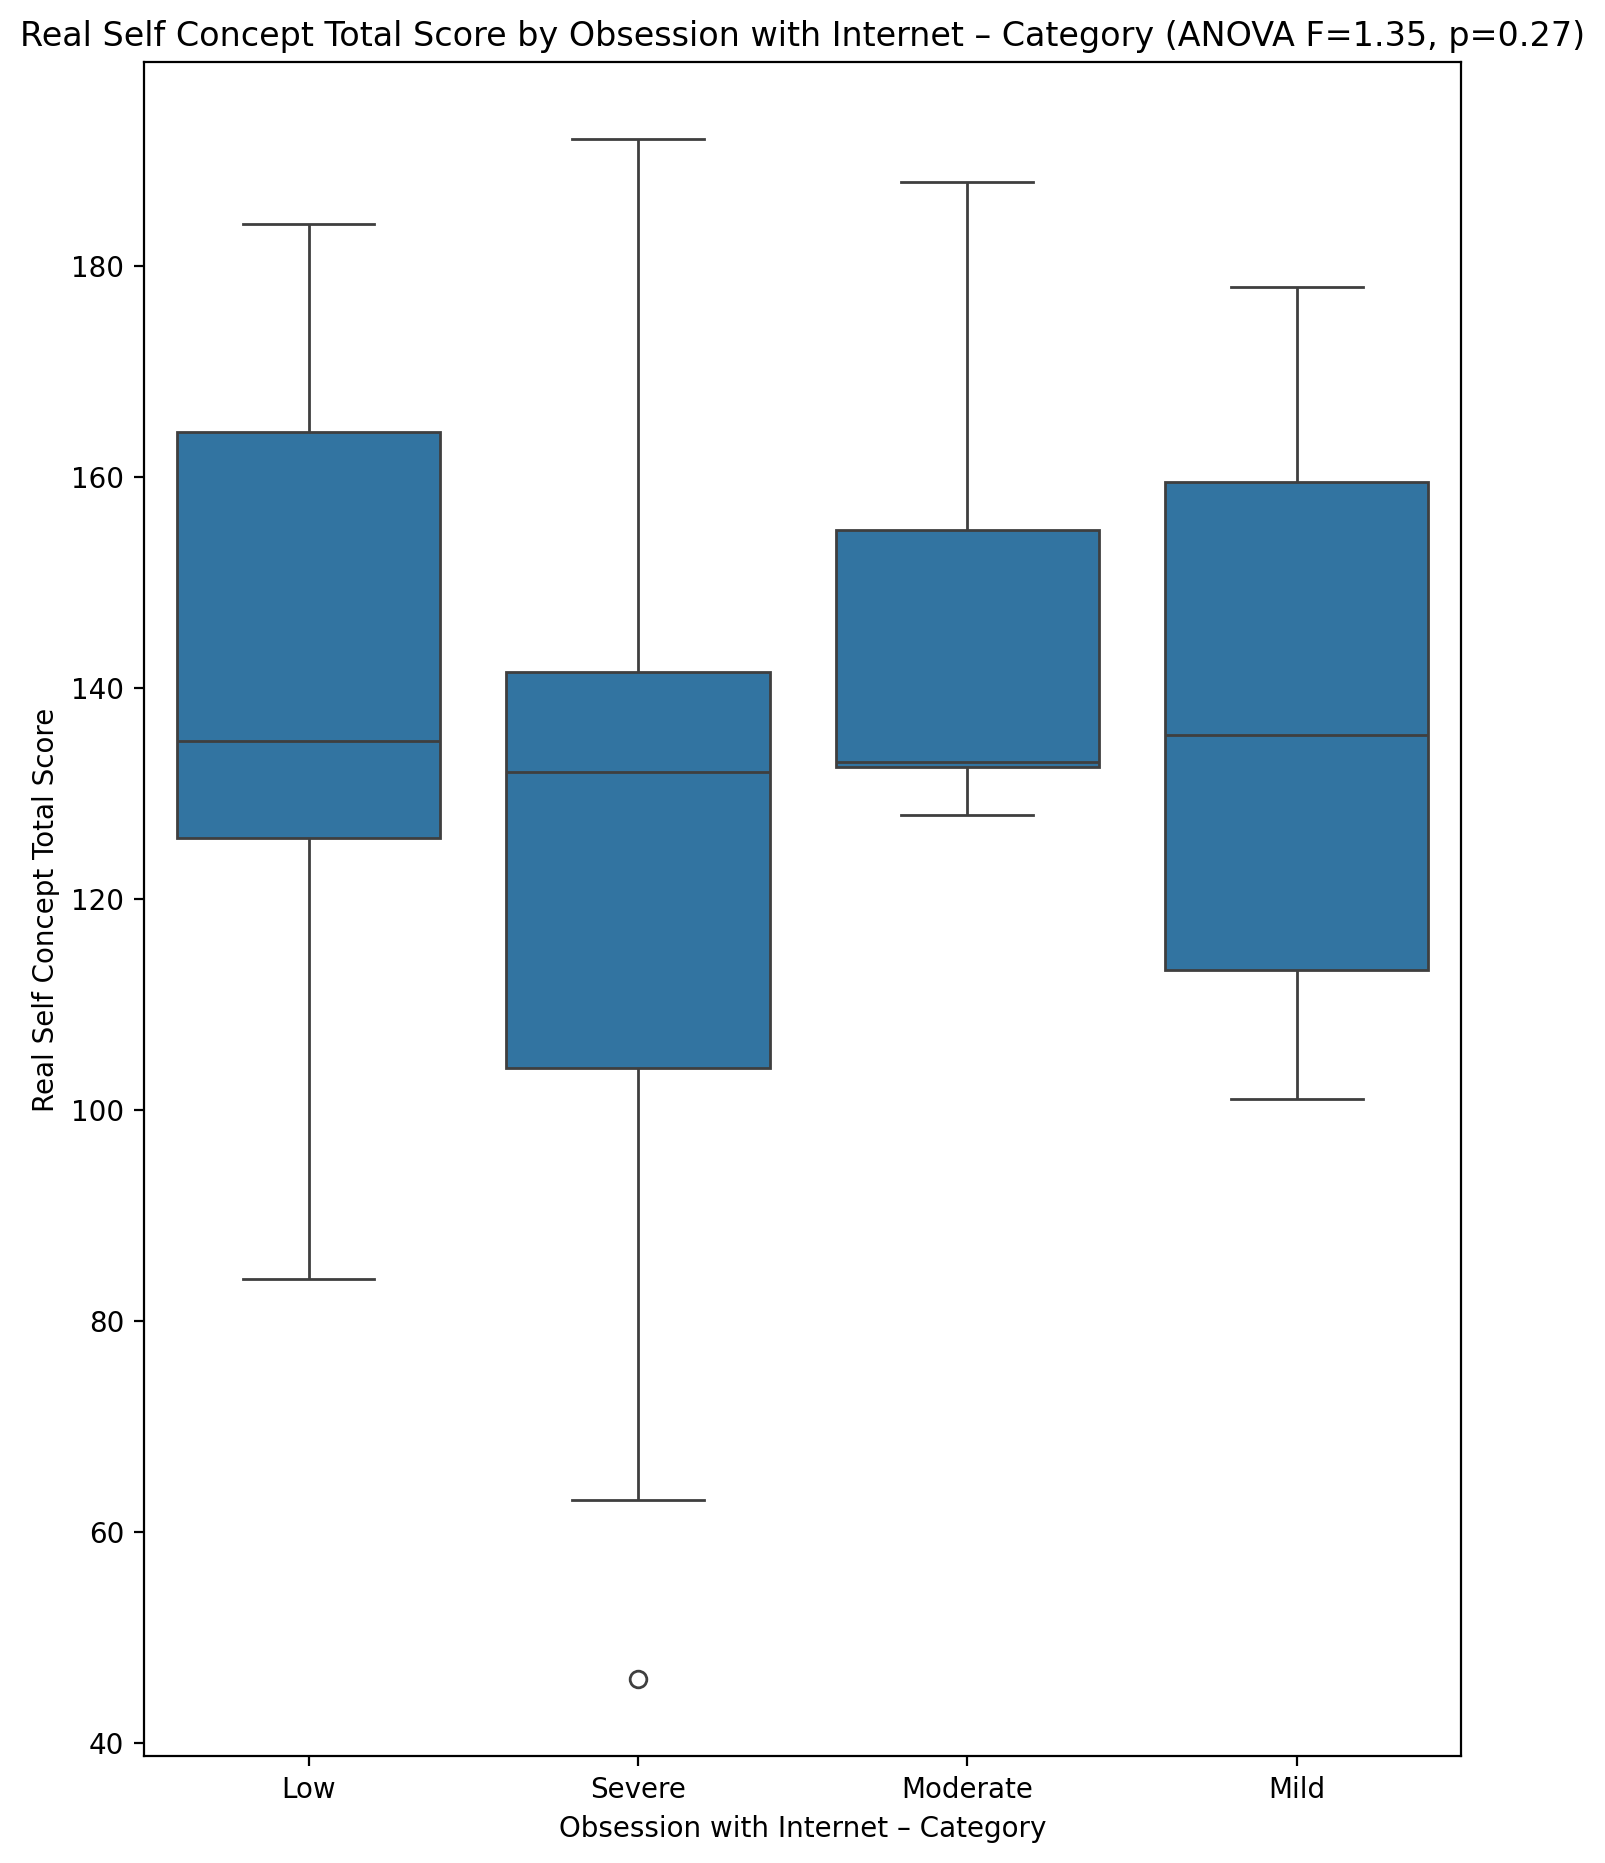 Real Self Concept Total Score by Obsession with Internet – Category (ANOVA F=1.35, p=0.27)
Real Self Concept Total Score
180
160
140
120
100
80
60
40
Low Severe Moderate Mild
Obsession with Internet – Category